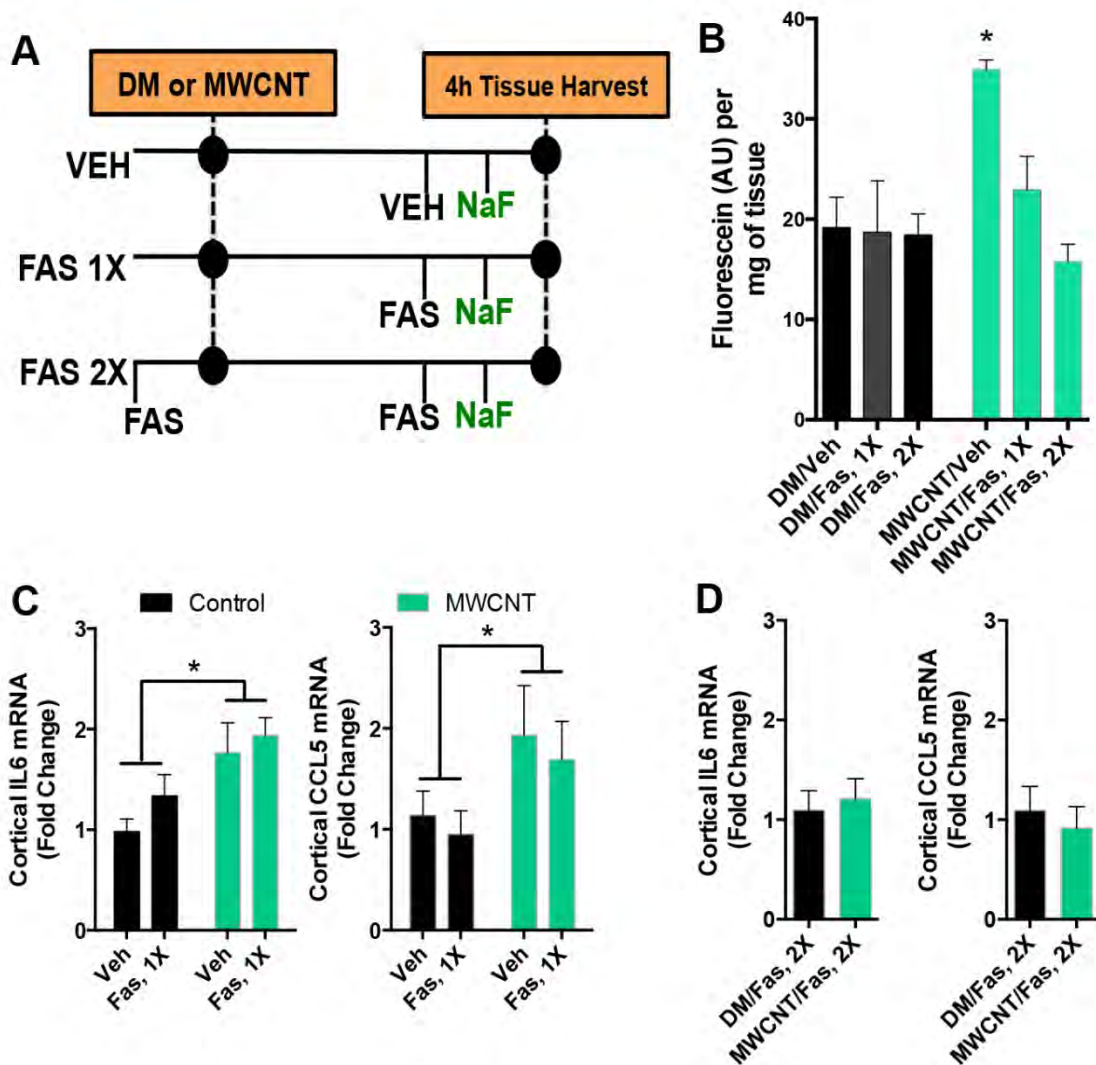 A
DM or MWCNT
4h Tissue Harvest
VEH
VEH NaF
FAS 1X
FAS NaF
FAS 2X
FAS
FAS NaF
B
Fluorescein (AU) per
mg of tissue
40
30
20
10
0
*
DM/Veh
DM/Fas, 1X
DM/Fas, 2X
MWCNT/Veh
MWCNT/Fas, 1X
MWCNT/Fas, 2X
C
Control
MWCNT
Cortical IL6 mRNA
(Fold Change)
3
2
1
0
*
Veh
Fas, 1X
Veh
Fas, 1X
Cortical CCL5 mRNA
(Fold Change)
3
2
1
0
*
Veh
Fas, 1X
Veh
Fas, 1X
D
Cortical IL6 mRNA
(Fold Change)
3
2
1
0
DM/Fas, 2X
MWCNT/Fas, 2X
Cortical CCL5 mRNA
(Fold Change)
3
2
1
0
DM/Fas, 2X
MWCNT/Fas, 2X